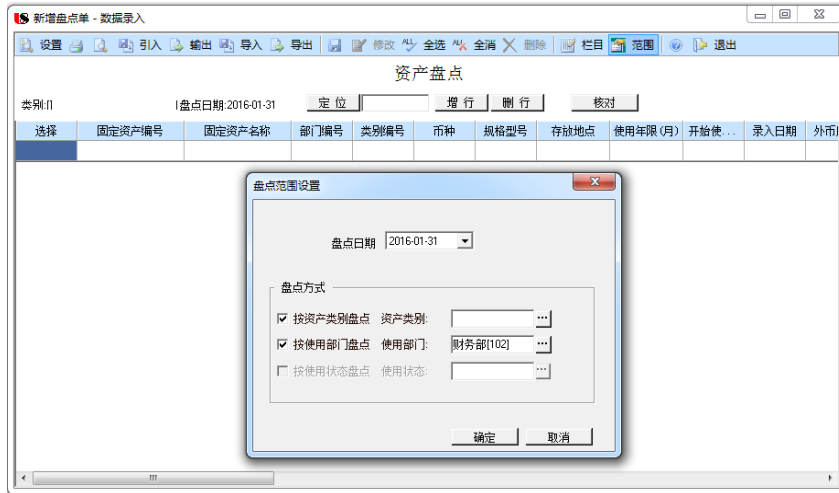 新增盘点单 - 数据录入
设置 引入 输出 导入 导出 修改 ALL 全选 ALL 全消 删除 栏目 范围 退出
资产盘点
类别:[] 盘点日期:2016-01-31 定 位 增 行 删 行 核对
选择 固定资产编号 固定资产名称 部门编号 类别编号 币种 规格型号 存放地点 使用年限(月) 开始使... 录入日期 外币
盘点范围设置
盘点日期 2016-01-31
盘点方式
按资产类别盘点 资产类别: ...
按使用部门盘点 使用部门: 财务部[102] ...
按使用状态盘点 使用状态: ...
确定 取消